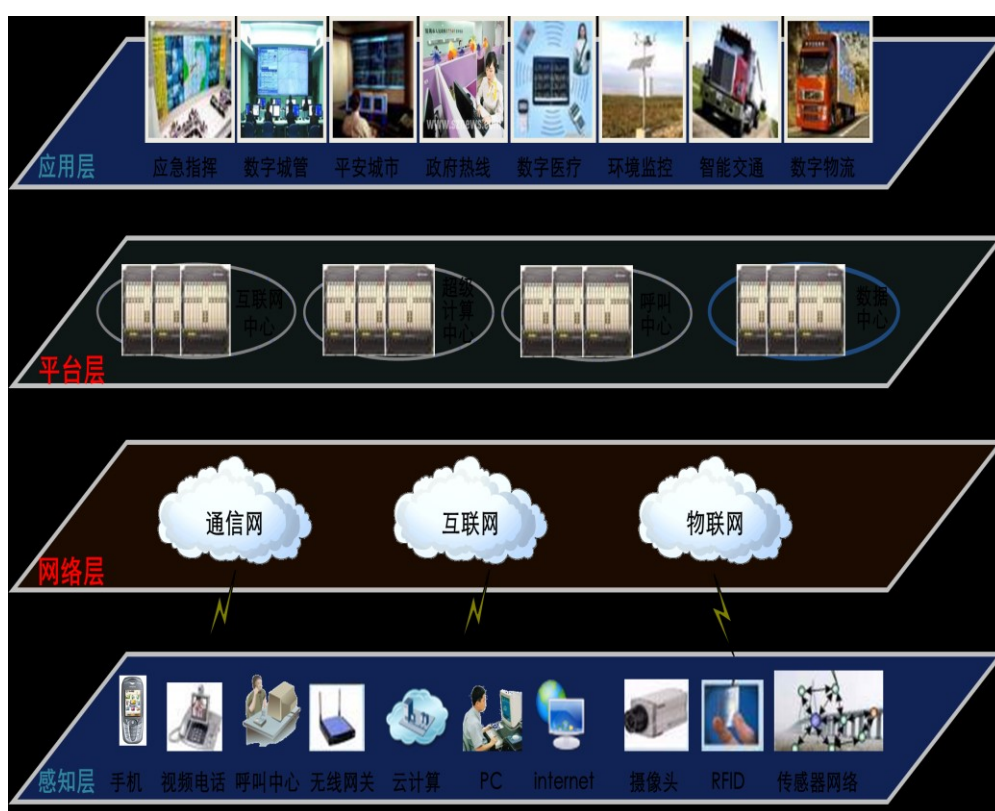 www.sznews.c
应用层
应急指挥 数字城管 平安城市 政府热线 数字医疗 环境监控 智能交通 数字物流
互联网
中心
超级
计算
中心
呼叫
中心
数据
中心
平台层
通信网 互联网 物联网
网络层
感知层 手机 视频电话 呼叫中心 无线网关 云计算 PC internet 摄像头 RFID 传感器网络